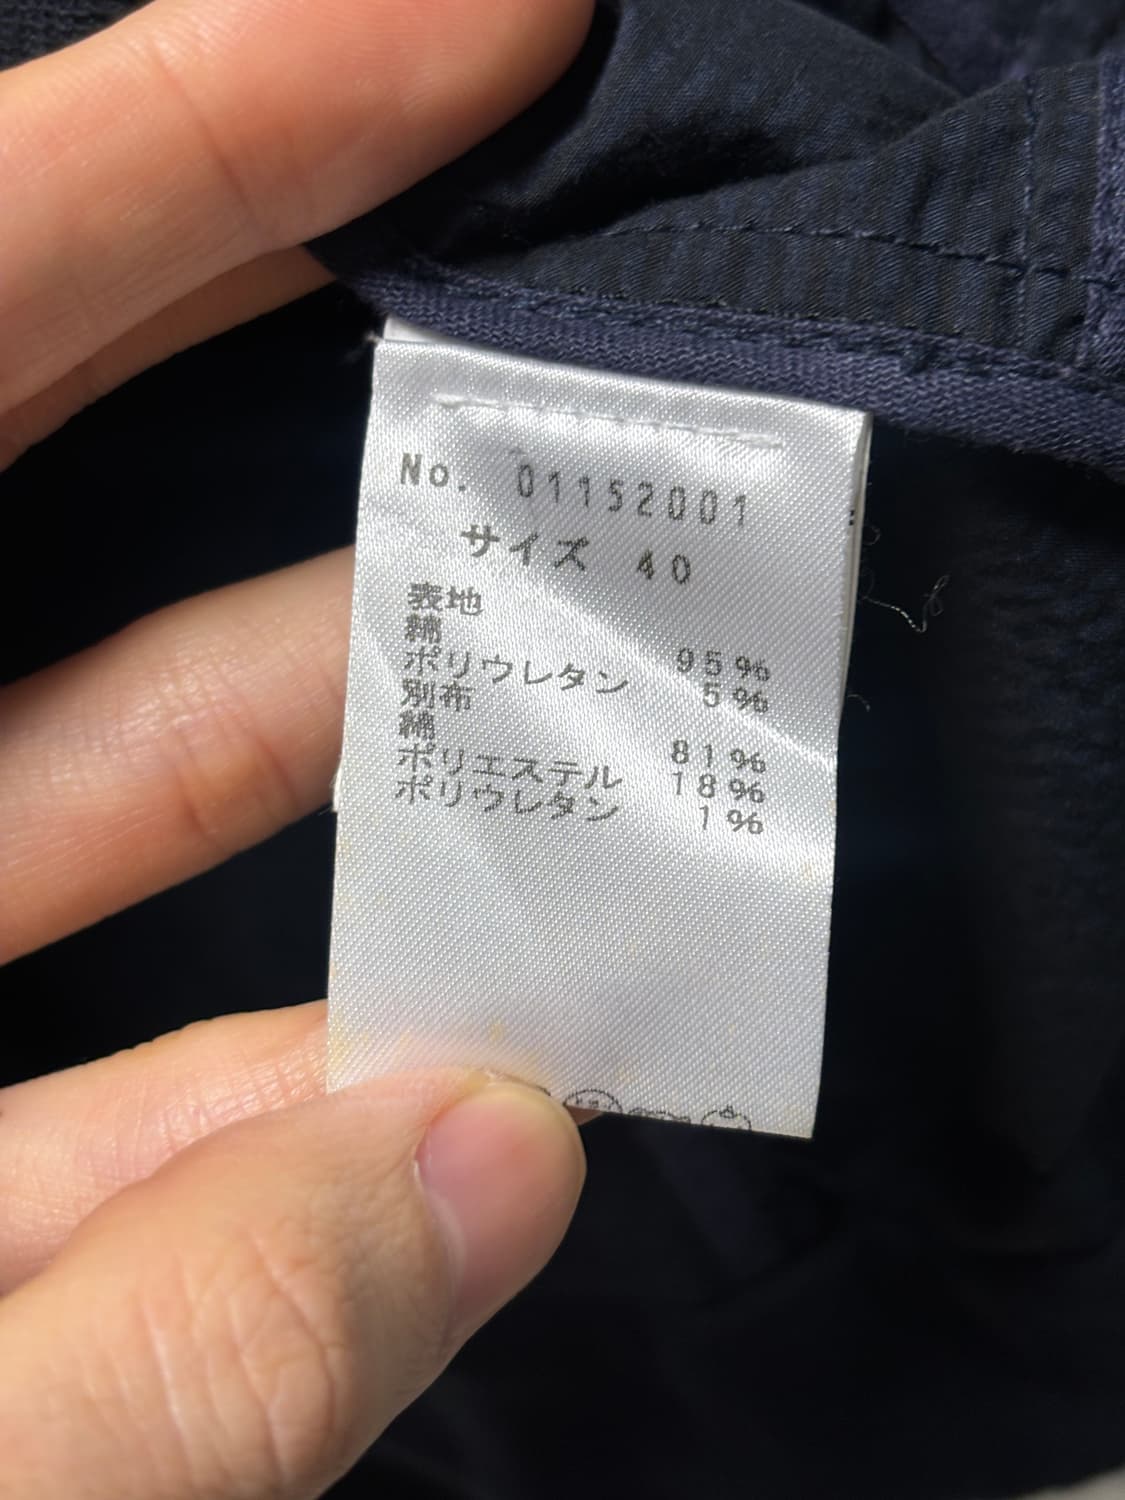 No. 01152001
サイズ 40
表地
綿 95%
ポリウレタン 5%
別布
綿 81%
ポリエステル 18%
ポリウレタン 1%